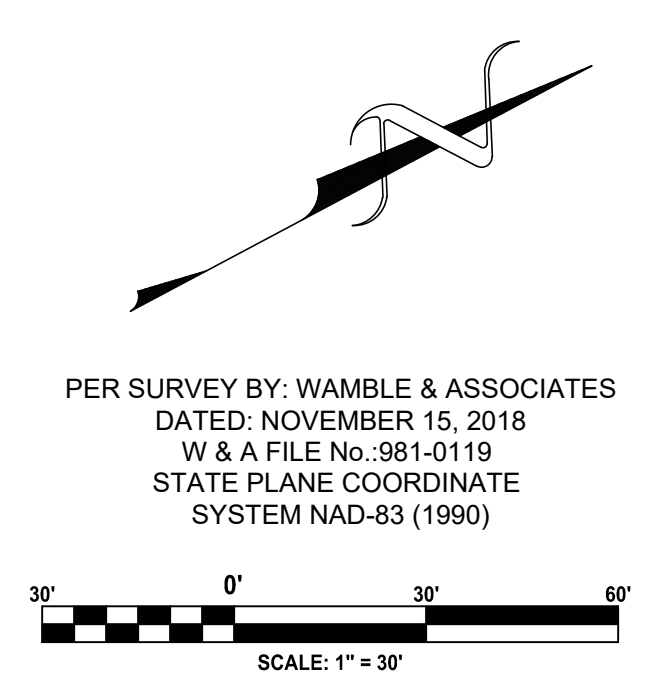 N
PER SURVEY BY: WAMBLE & ASSOCIATES
DATED: NOVEMBER 15, 2018
W & A FILE No.:981-0119
STATE PLANE COORDINATE
SYSTEM NAD-83 (1990)
30' 0' 30' 60'
SCALE: 1" = 30'